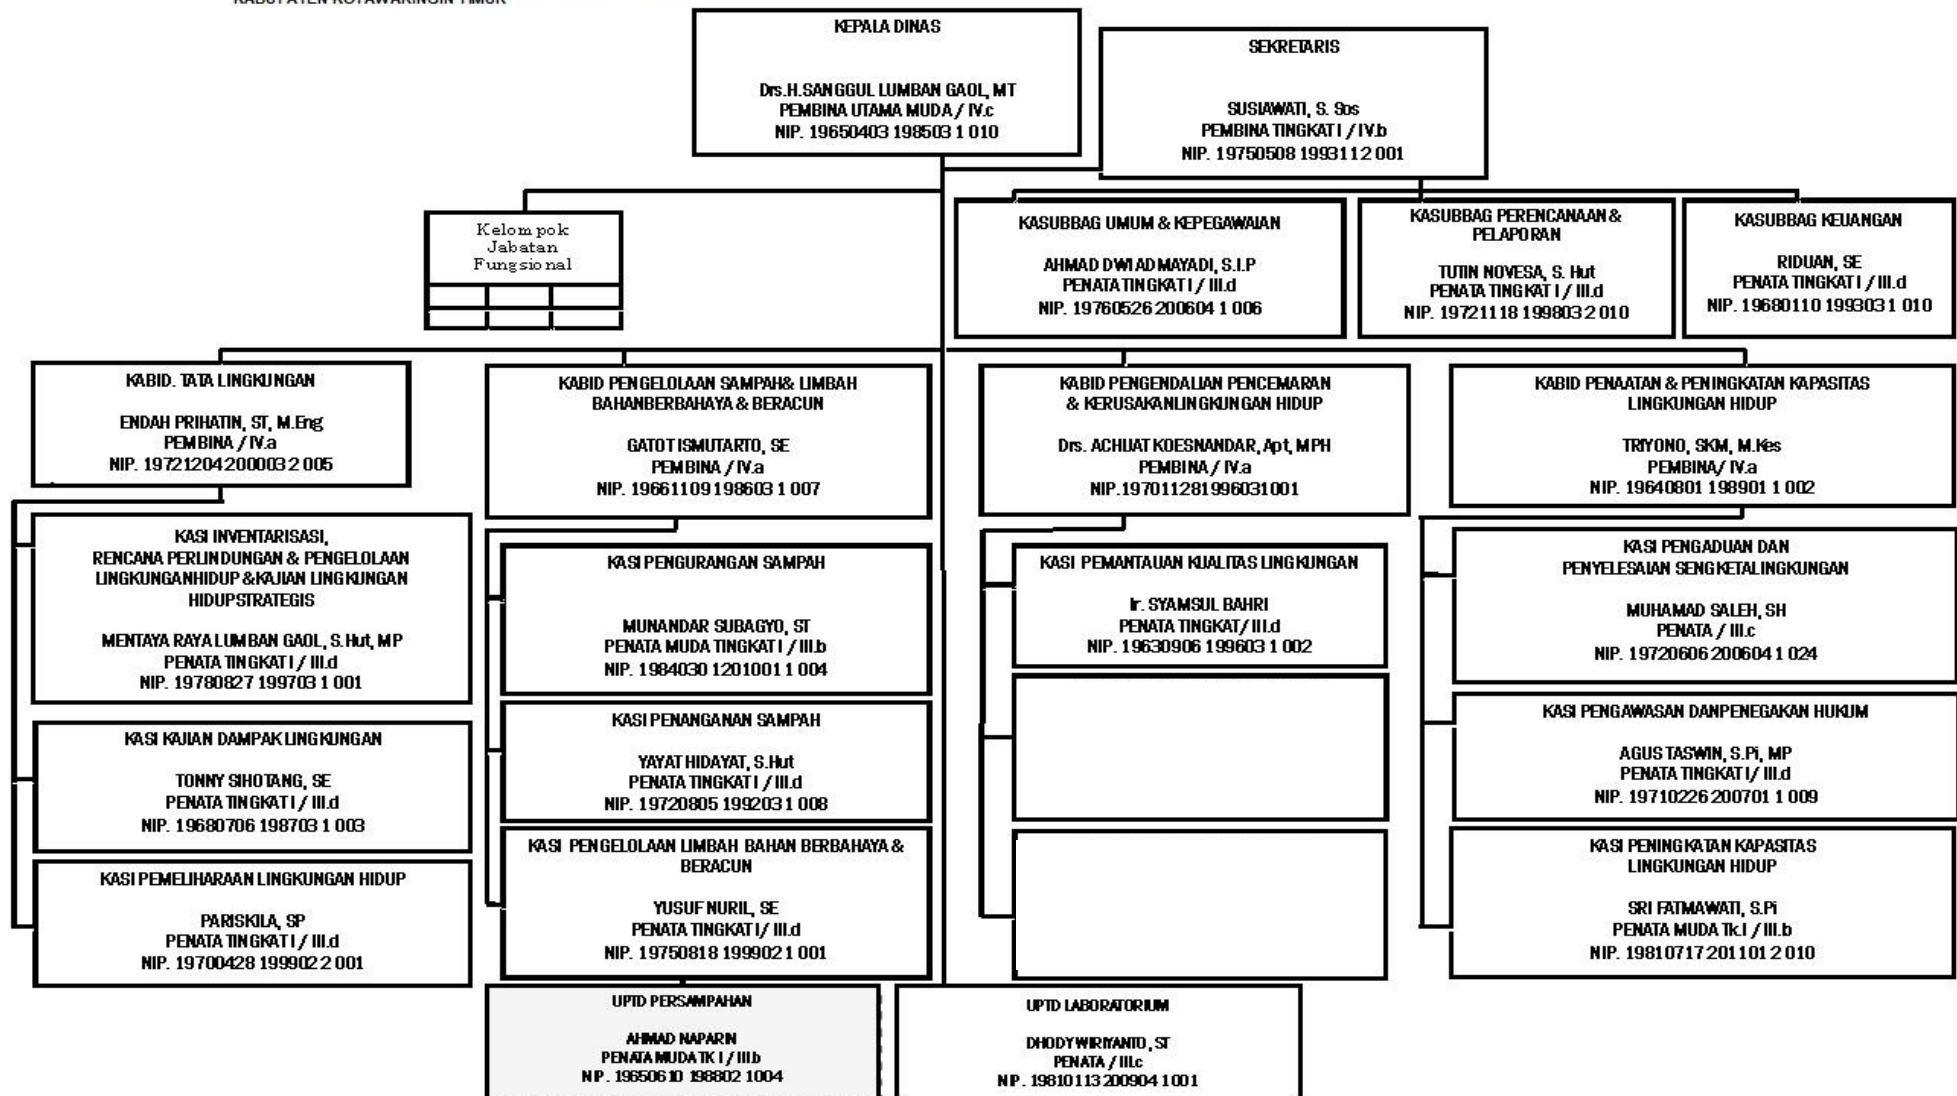 KABUPATEN KOTAWARINGIN TIMUR
KEPALA DINAS
Drs.H.SANGGUL LUMBAN GAOL, MT
PEMBINA UTAMA MUDA / IV.c
NIP. 19650403 198503 1 010
SEKRETARIS
SUSIAWATI, S. Sos
PEMBINA TINGKAT I / IV.b
NIP. 19750508 199311 2 001
Kelompok
Jabatan
Fungsional
KASUBBAG UMUM & KEPEGAWAIAN
AHMAD DWI ADMAYADI, S.I.P
PENATA TINGKAT I / III.d
NIP. 19760526 200604 1 006
KASUBBAG PERENCANAAN &
PELAPORAN
TUTIN NOVESA, S. Hut
PENATA TINGKAT I / III.d
NIP. 19721118 199803 2 010
KASUBBAG KEUANGAN
RIDUAN, SE
PENATA TINGKAT I / III.d
NIP. 19680110 199303 1 010
KABID. TATA LINGKUNGAN
ENDAH PRIHATIN, ST, M.Eng
PEMBINA / IV.a
NIP. 19721204 200003 2 005
KABID PENGELOLAAN SAMPAH& LIMBAH
BAHANBERBAHAYA & BERACUN
GATOT ISMUTARTO, SE
PEMBINA / IV.a
NIP. 19661109 198603 1 007
KABID PENGENDALIAN PENCEMARAN
& KERUSAKANLINGKUNGAN HIDUP
Drs. ACHIJAT KOESNANDAR, Apt, MPH
PEMBINA / IV.a
NIP.197011281996031001
KABID PENAATAN & PENINGKATAN KAPASITAS
LINGKUNGAN HIDUP
TRIYONO, SKM, M.Kes
PEMBINA/ IV.a
NIP. 19640801 198901 1 002
KASI INVENTARISASI,
RENCANA PERLINDUNGAN & PENGELOLAAN
LINGKUNGANHIDUP &KAJIAN LINGKUNGAN
HIDUPSTRATEGIS
MENTAYA RAYA LUMBAN GAOL, S.Hut, MP
PENATA TINGKAT I / III.d
NIP. 19780827 199703 1 001
KASI KAJIAN DAMPAK LINGKUNGAN
TONNY SIHOTANG, SE
PENATA TINGKAT I / III.d
NIP. 19680706 198703 1 003
KASI PEMELIHARAAN LINGKUNGAN HIDUP
PARISKILA, SP
PENATA TINGKAT I / III.d
NIP. 19700428 199902 2 001
KASI PENGURANGAN SAMPAH
MUNANDAR SUBAGYO, ST
PENATA MUDA TINGKAT I / III.b
NIP. 1984030 1201001 1 004
KASI PENANGANAN SAMPAH
YAYAT HIDAYAT, S.Hut
PENATA TINGKAT I / III.d
NIP. 19720805 199203 1 008
KASI PENGELOLAAN LIMBAH BAHAN BERBAHAYA &
BERACUN
YUSUF NURIL, SE
PENATA TINGKAT I/ III.d
NIP. 19750818 199902 1 001
KASI PEMANTAUAN KUALITAS LINGKUNGAN
Ir. SYAMSUL BAHRI
PENATA TINGKAT/ III.d
NIP. 19630906 199603 1 002
KASI PENGADUAN DAN
PENYELESAIAN SENGKETALINGKUNGAN
MUHAMAD SALEH, SH
PENATA / III.c
NIP. 19720606 200604 1 024
KASI PENGAWASAN DANPENEGAKAN HUKUM
AGUS TASWIN, S.Pi, MP
PENATA TINGKAT I/ III.d
NIP. 19710226 200701 1 009
KASI PENINGKATAN KAPASITAS
LINGKUNGAN HIDUP
SRI FATMAWATI, S.Pi
PENATA MUDA Tk.I / III.b
NIP. 19810717 201101 2 010
UPTD PERSAMPAHAN
AHMAD NAPARIN
PENATA MUDA TK I / III.b
NIP. 19650610 198802 1004
UPTD LABORATORIUM
DHODY WIRIYANTO, ST
PENATA / III.c
NIP. 19810113 200904 1 001